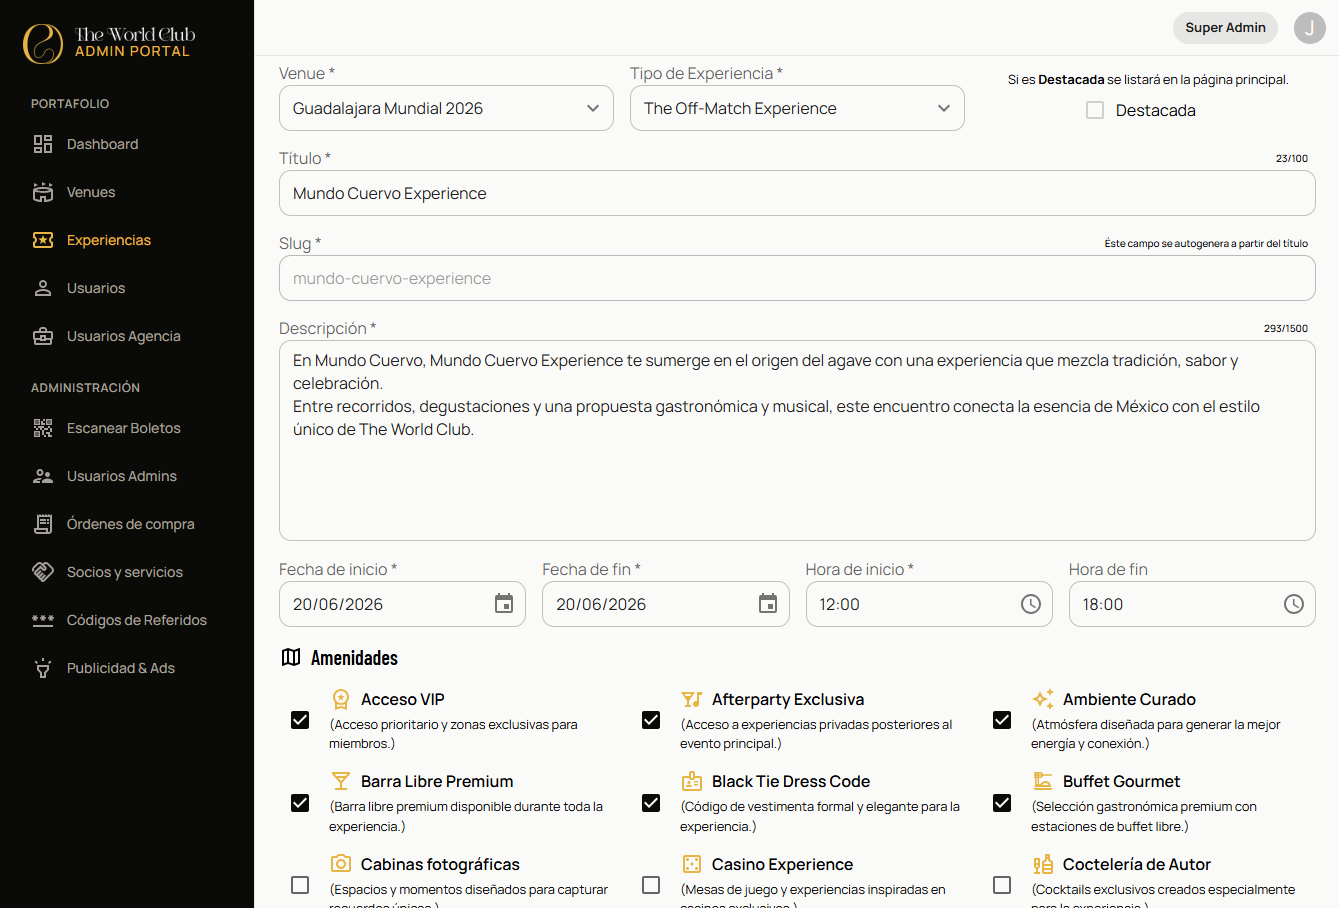 The World Club
ADMIN PORTAL
Super Admin
J
PORTAFOLIO
Dashboard
Venues
Experiencias
Usuarios
Usuarios Agencia
ADMINISTRACIÓN
Escanear Boletos
Usuarios Admins
Órdenes de compra
Socios y servicios
Códigos de Referidos
Publicidad & Ads
Venue *
Guadalajara Mundial 2026
Tipo de Experiencia *
The Off-Match Experience
Si es Destacada se listará en la página principal.
Destacada
Título *
23/100
Mundo Cuervo Experience
Slug *
Éste campo se autogenera a partir del título
mundo-cuervo-experience
Descripción *
293/1500
En Mundo Cuervo, Mundo Cuervo Experience te sumerge en el origen del agave con una experiencia que mezcla tradición, sabor y
celebración.
Entre recorridos, degustaciones y una propuesta gastronómica y musical, este encuentro conecta la esencia de México con el estilo
único de The World Club.
Fecha de inicio *
20/06/2026
Fecha de fin *
20/06/2026
Hora de inicio *
12:00
Hora de fin
18:00
Amenidades
Acceso VIP
(Acceso prioritario y zonas exclusivas para
miembros.)
Afterparty Exclusiva
(Acceso a experiencias privadas posteriores al
evento principal.)
Ambiente Curado
(Atmósfera diseñada para generar la mejor
energía y conexión.)
Barra Libre Premium
(Barra libre premium disponible durante toda la
experiencia.)
Black Tie Dress Code
(Código de vestimenta formal y elegante para la
experiencia.)
Buffet Gourmet
(Selección gastronómica premium con
estaciones de buffet libre.)
Cabinas fotográficas
(Espacios y momentos diseñados para capturar
recuerdos únicos.)
Casino Experience
(Mesas de juego y experiencias inspiradas en
casinos exclusivos.)
Coctelería de Autor
(Cocktails exclusivos creados especialmente
para la experiencia.)